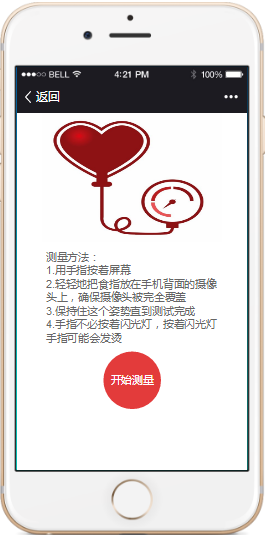 ●●●○○ BELL 4:21 PM 100%
返回 •••
测量方法：
1.用手指按着屏幕
2.轻轻地把食指放在手机背面的摄像
头上，确保摄像头被完全覆盖
3.保持住这个姿势直到测试完成
4.手指不必按着闪光灯，按着闪光灯
手指可能会发烫
开始测量